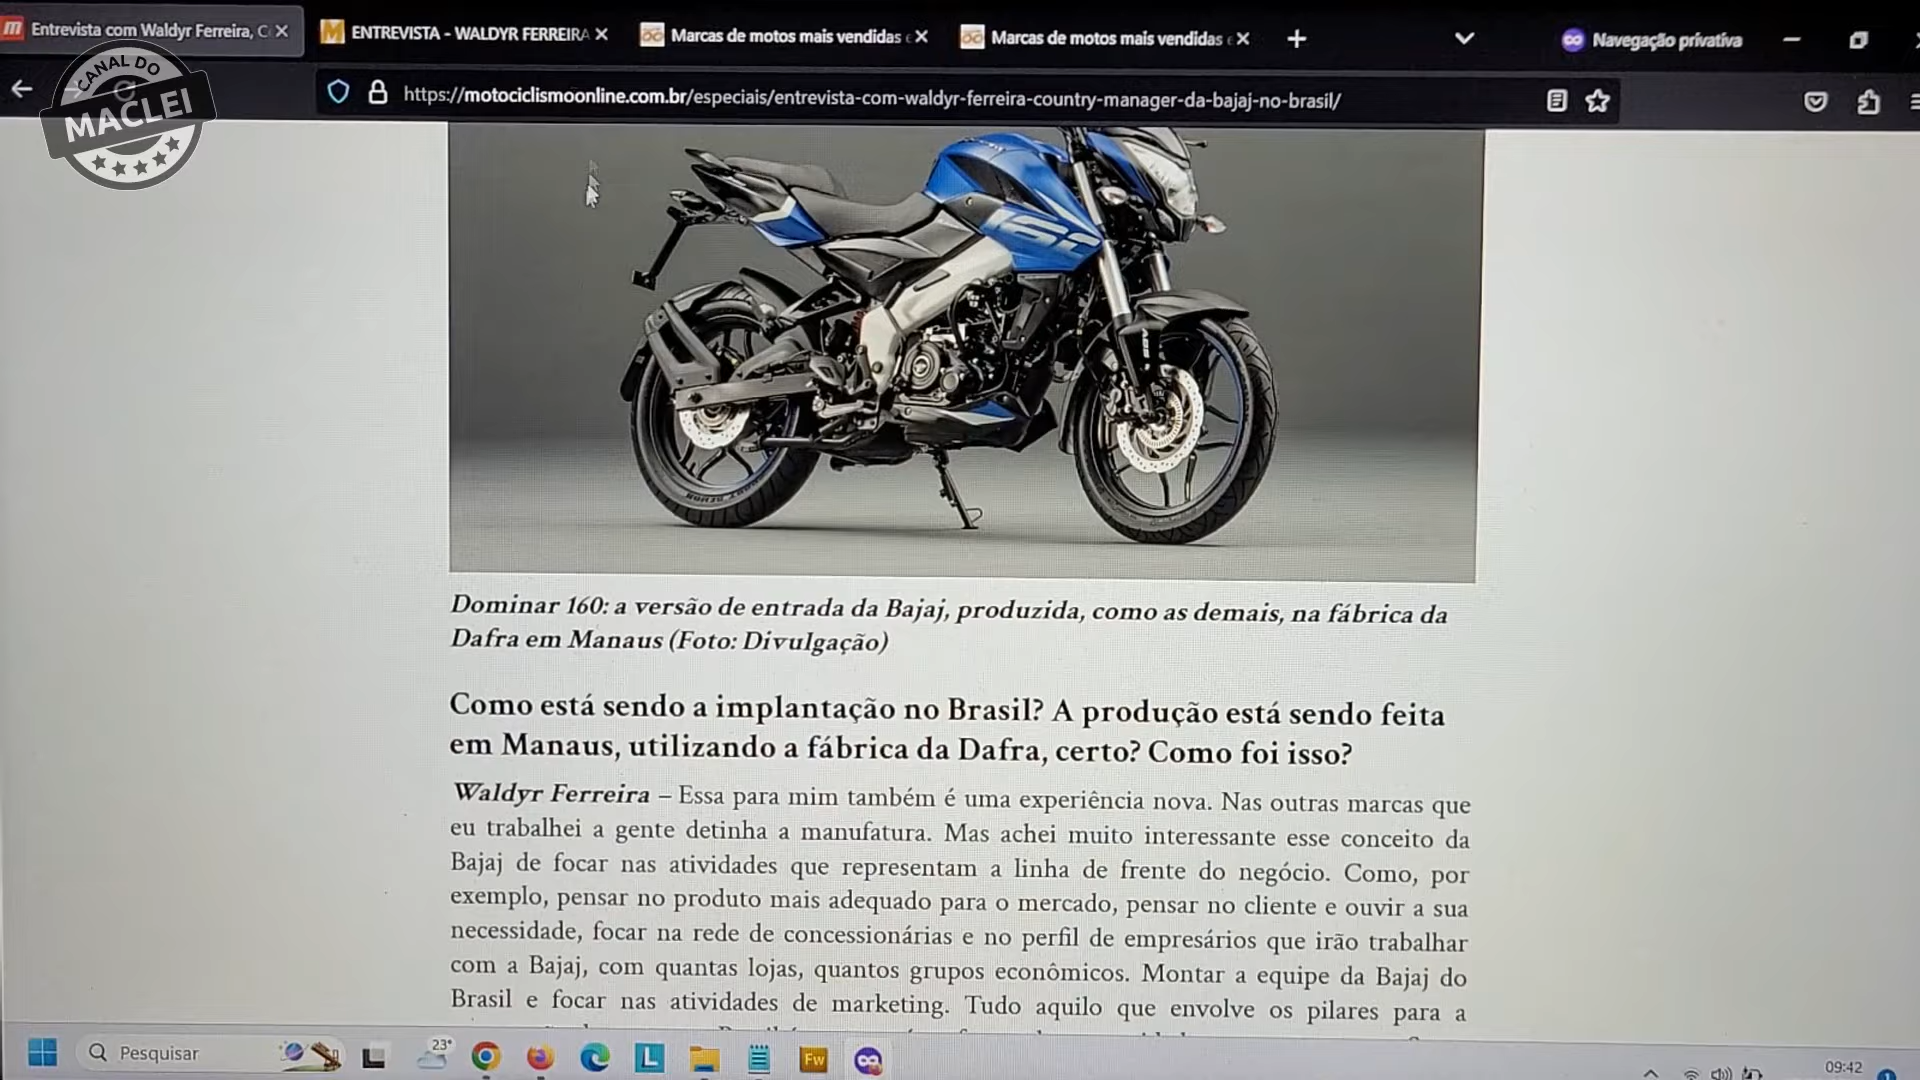 Entrevista com Waldyr Ferreira, C
ENTREVISTA - WALDYR FERREIRA
Marcas de motos mais vendidas e
Marcas de motos mais vendidas e
Navegação privativa
CANAL DO
MACLEI
https://motociclismoonline.com.br/especiais/entrevista-com-waldyr-ferreira-country-manager-da-bajaj-no-brasil/
160
Dominar 160: a versão de entrada da Bajaj, produzida, como as demais, na fábrica da
Dafra em Manaus (Foto: Divulgação)
Como está sendo a implantação no Brasil? A produção está sendo feita
em Manaus, utilizando a fábrica da Dafra, certo? Como foi isso?
Waldyr Ferreira – Essa para mim também é uma experiência nova. Nas outras marcas que
eu trabalhei a gente detinha a manufatura. Mas achei muito interessante esse conceito da
Bajaj de focar nas atividades que representam a linha de frente do negócio. Como, por
exemplo, pensar no produto mais adequado para o mercado, pensar no cliente e ouvir a sua
necessidade, focar na rede de concessionárias e no perfil de empresários que irão trabalhar
com a Bajaj, com quantas lojas, quantos grupos econômicos. Montar a equipe da Bajaj do
Brasil e focar nas atividades de marketing. Tudo aquilo que envolve os pilares para a
Pesquisar
23°
L
Fw
09:42